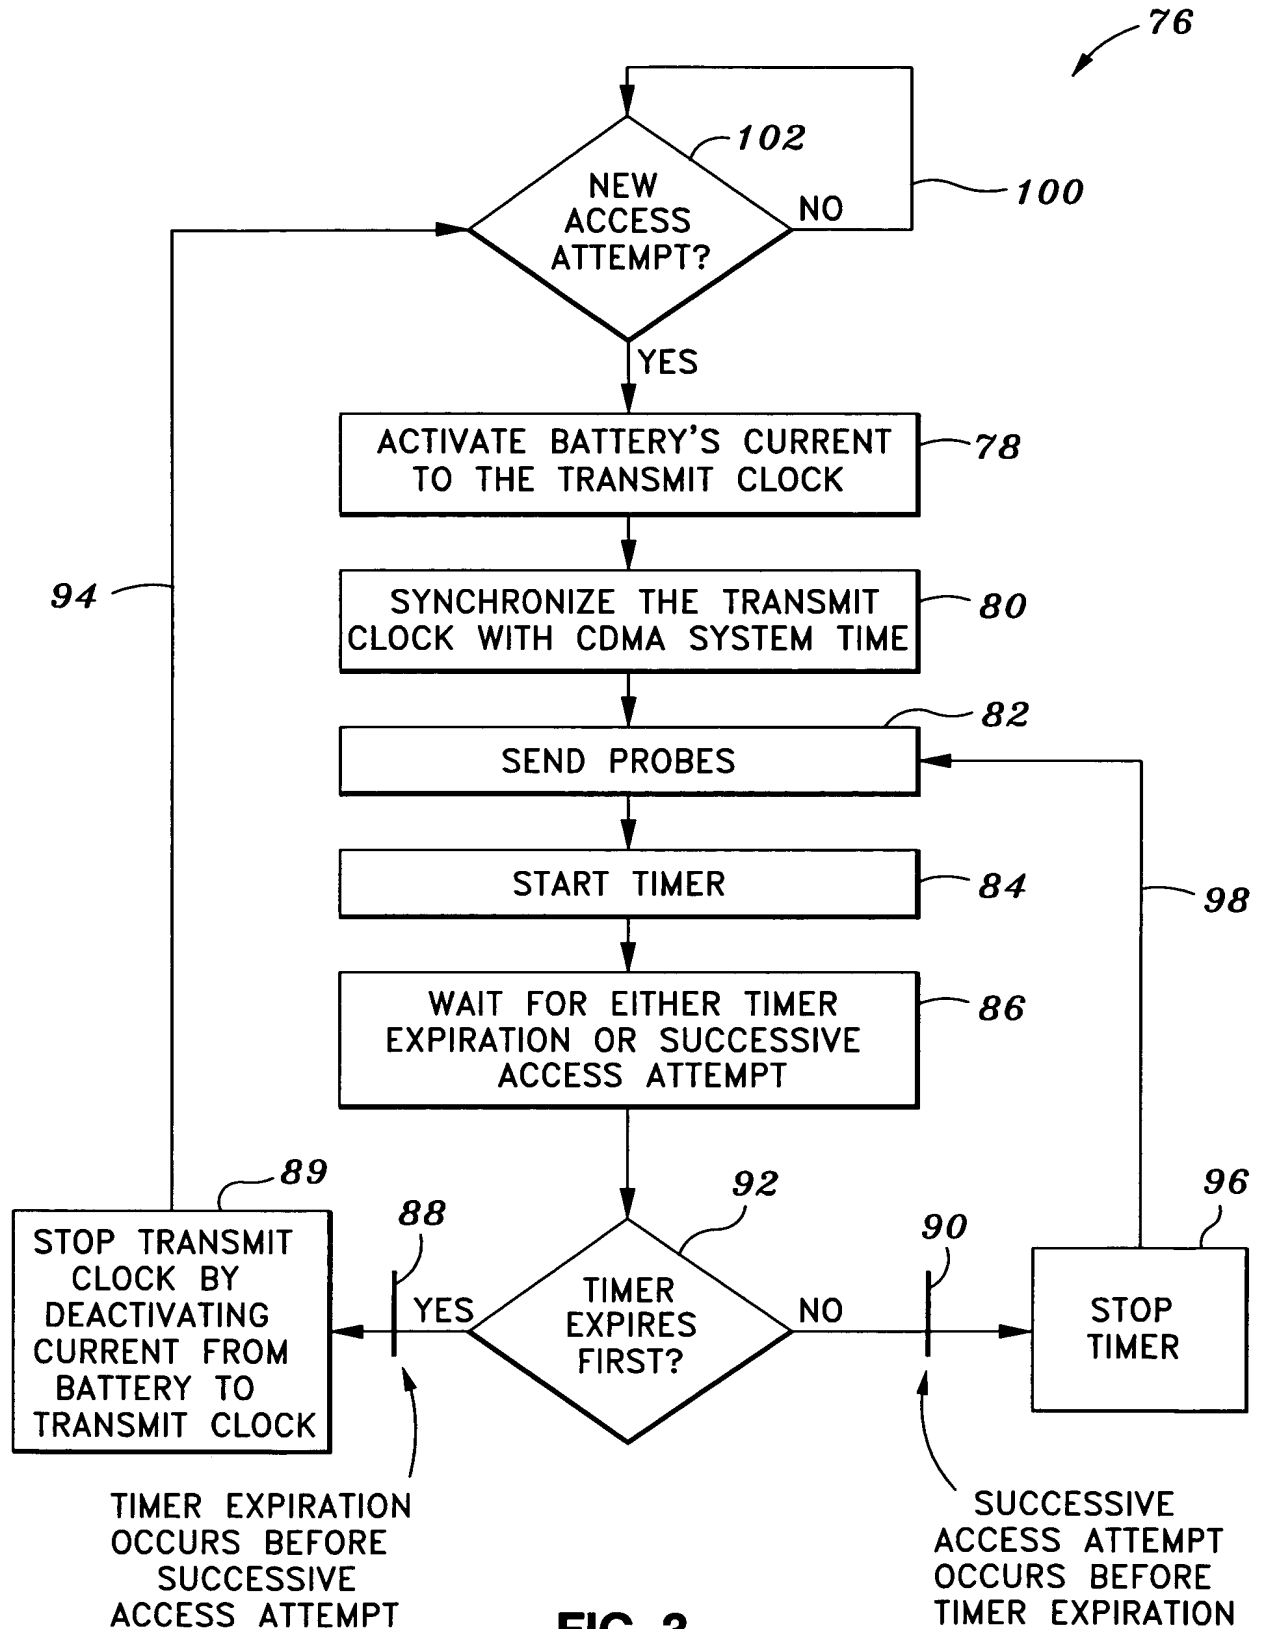 76
102
NEW
ACCESS
ATTEMPT?
NO
100
YES
ACTIVATE BATTERY'S CURRENT
TO THE TRANSMIT CLOCK
78
94
SYNCHRONIZE THE TRANSMIT
CLOCK WITH CDMA SYSTEM TIME
80
82
SEND PROBES
START TIMER
84
98
WAIT FOR EITHER TIMER
EXPIRATION OR SUCCESSIVE
ACCESS ATTEMPT
86
89
STOP TRANSMIT
CLOCK BY
DEACTIVATING
CURRENT FROM
BATTERY TO
TRANSMIT CLOCK
88
YES
92
TIMER
EXPIRES
FIRST?
NO
90
96
STOP
TIMER
TIMER EXPIRATION
OCCURS BEFORE
SUCCESSIVE
ACCESS ATTEMPT
SUCCESSIVE
ACCESS ATTEMPT
OCCURS BEFORE
TIMER EXPIRATION